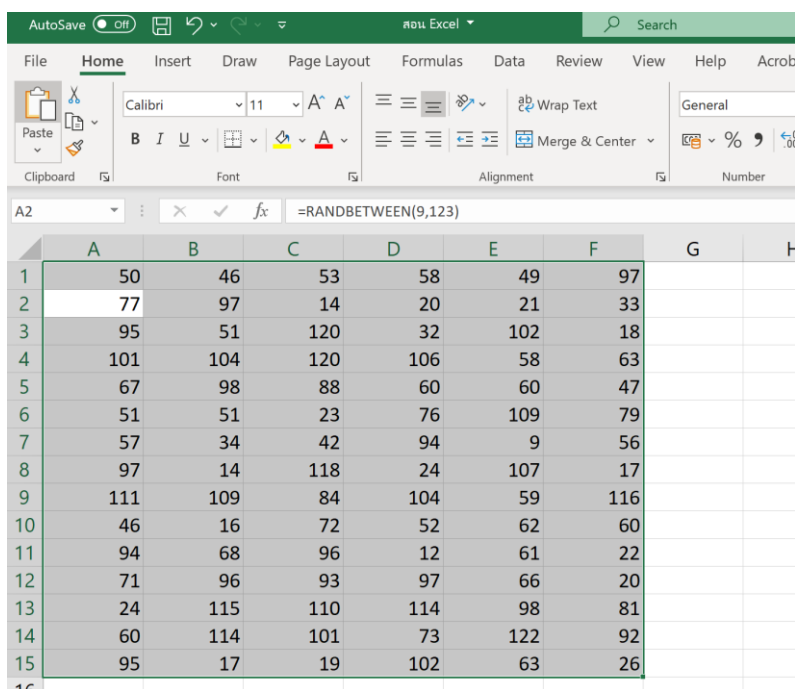 AutoSave Off สอน Excel Search
File Home Insert Draw Page Layout Formulas Data Review View Help Acrob
Paste Calibri 11 A A ab Wrap Text General
B I U A Merge & Center % 9 .00
Clipboard Font Alignment Number
A2 fx =RANDBETWEEN(9,123)
A B C D E F G H
1 50 46 53 58 49 97
2 77 97 14 20 21 33
3 95 51 120 32 102 18
4 101 104 120 106 58 63
5 67 98 88 60 60 47
6 51 51 23 76 109 79
7 57 34 42 94 9 56
8 97 14 118 24 107 17
9 111 109 84 104 59 116
10 46 16 72 52 62 60
11 94 68 96 12 61 22
12 71 96 93 97 66 20
13 24 115 110 114 98 81
14 60 114 101 73 122 92
15 95 17 19 102 63 26
16